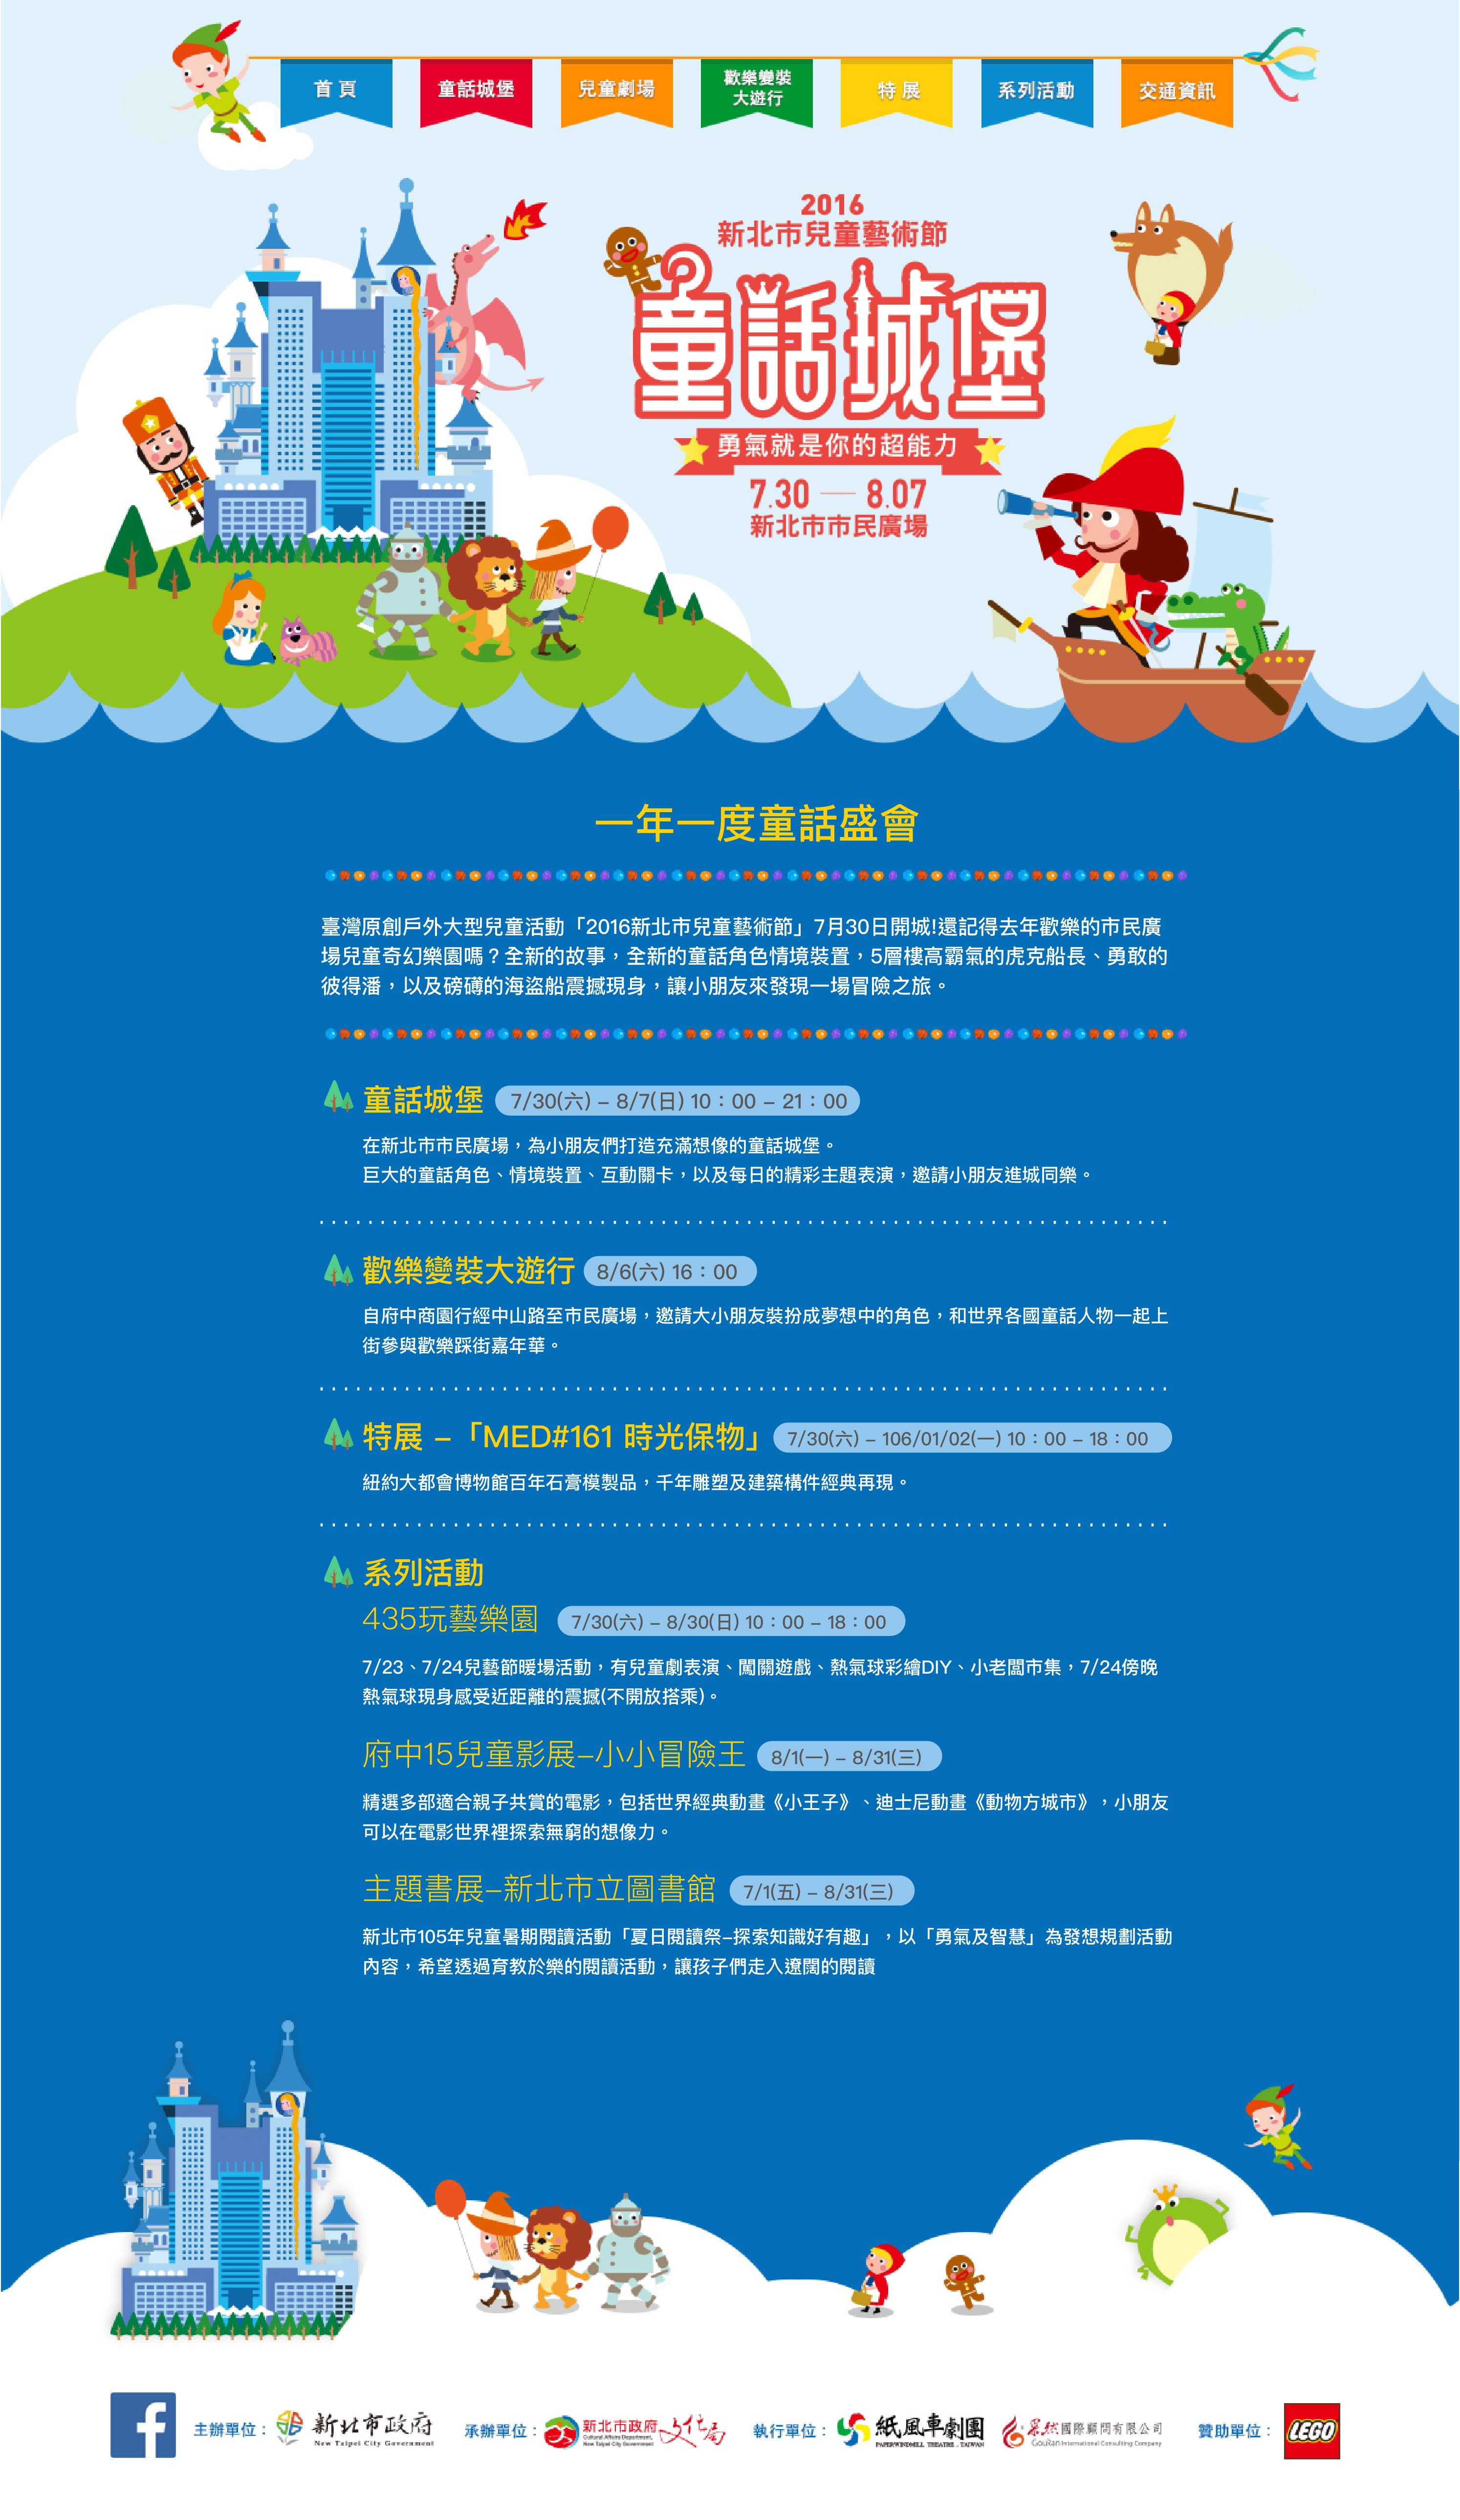 首頁
童話城堡
兒童劇場
歡樂變裝
大遊行
特展
系列活動
交通資訊
2016
新北市兒童藝術節
童話城堡
勇氣就是你的超能力
7.30 — 8.07
新北市市民廣場
一年一度童話盛會
臺灣原創戶外大型兒童活動「2016新北市兒童藝術節」7月30日開城!還記得去年歡樂的市民廣
場兒童奇幻樂園嗎？全新的故事，全新的童話角色情境裝置，5層樓高霸氣的虎克船長、勇敢的
彼得潘，以及磅礡的海盜船震撼現身，讓小朋友來發現一場冒險之旅。
童話城堡 7/30(六) – 8/7(日) 10：00 – 21：00
在新北市市民廣場，為小朋友們打造充滿想像的童話城堡。
巨大的童話角色、情境裝置、互動關卡，以及每日的精彩主題表演，邀請小朋友進城同樂。
歡樂變裝大遊行 8/6(六) 16：00
自府中商圈行經中山路至市民廣場，邀請大小朋友裝扮成夢想中的角色，和世界各國童話人物一起上
街參與歡樂踩街嘉年華。
特展 –「MED#161 時光保物」 7/30(六) – 106/01/02(一) 10：00 – 18：00
紐約大都會博物館百年石膏模製品，千年雕塑及建築構件經典再現。
系列活動
435玩藝樂園 7/30(六) – 8/30(日) 10：00 – 18：00
7/23、7/24兒藝節暖場活動，有兒童劇表演、闖關遊戲、熱氣球彩繪DIY、小老闆市集，7/24傍晚
熱氣球現身感受近距離的震撼(不開放搭乘)。
府中15兒童影展–小小冒險王 8/1(一) – 8/31(三)
精選多部適合親子共賞的電影，包括世界經典動畫《小王子》、迪士尼動畫《動物方城市》，小朋友
可以在電影世界裡探索無窮的想像力。
主題書展–新北市立圖書館 7/1(五) – 8/31(三)
新北市105年兒童暑期閱讀活動「夏日閱讀祭–探索知識好有趣」，以「勇氣及智慧」為發想規劃活動
內容，希望透過育教於樂的閱讀活動，讓孩子們走入遼闊的閱讀
主辦單位： 新北市政府
New Taipei City Government
承辦單位： 新北市政府 文化局
Cultural Affairs Department,
New Taipei City Government
執行單位： 紙風車劇團
PAPERWINDMILL THEATRE . TAIWAN
果然國際顧問有限公司
GouRan International Consulting Company
贊助單位： LEGO